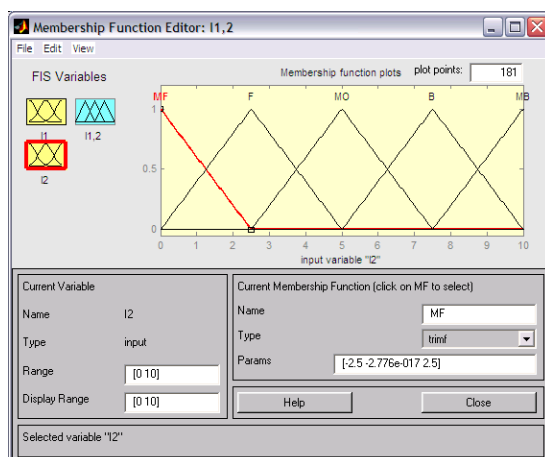 Membership Function Editor: I1,2
File Edit View
FIS Variables
I1
I1,2
I2
Membership function plots
plot points:
181
MF F MO B MB
1
0.5
0
0 1 2 3 4 5 6 7 8 9 10
input variable "I2"
Current Variable
Name I2
Type input
Range [0 10]
Display Range [0 10]
Current Membership Function (click on MF to select)
Name MF
Type trimf
Params [-2.5 -2.776e-017 2.5]
Help Close
Selected variable "I2"